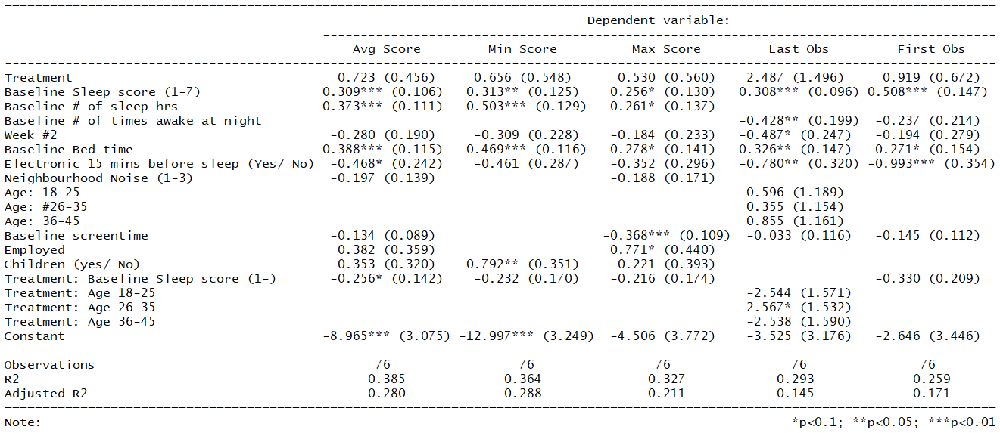 ==========================================================================================
Dependent variable:
------------------------------------------------------------------------------------------
Avg Score Min Score Max Score Last Obs First Obs
------------------------------------------------------------------------------------------
Treatment 0.723 (0.456) 0.656 (0.548) 0.530 (0.560) 2.487 (1.496) 0.919 (0.672)
Baseline Sleep score (1-7) 0.309*** (0.106) 0.313** (0.125) 0.256* (0.130) 0.308*** (0.096) 0.508*** (0.147)
Baseline # of sleep hrs 0.373*** (0.111) 0.503*** (0.129) 0.261* (0.137)
Baseline # of times awake at night -0.428** (0.199) -0.237 (0.214)
Week #2 -0.280 (0.190) -0.309 (0.228) -0.184 (0.233) -0.487* (0.247) -0.194 (0.279)
Baseline Bed time 0.388*** (0.115) 0.469*** (0.116) 0.278* (0.141) 0.326** (0.147) 0.271* (0.154)
Electronic 15 mins before sleep (Yes/ No) -0.468* (0.242) -0.461 (0.287) -0.352 (0.296) -0.780** (0.320) -0.993*** (0.354)
Neighbourhood Noise (1-3) -0.197 (0.139) -0.188 (0.171)
Age: 18-25 0.596 (1.189)
Age: #26-35 0.355 (1.154)
Age: 36-45 0.855 (1.161)
Baseline screentime -0.134 (0.089) -0.368*** (0.109) -0.033 (0.116) -0.145 (0.112)
Employed 0.382 (0.359) 0.771* (0.440)
Children (yes/ No) 0.353 (0.320) 0.792** (0.351) 0.221 (0.393)
Treatment: Baseline Sleep score (1-) -0.256* (0.142) -0.232 (0.170) -0.216 (0.174) -0.330 (0.209)
Treatment: Age 18-25 -2.544 (1.571)
Treatment: Age 26-35 -2.567* (1.532)
Treatment: Age 36-45 -2.538 (1.590)
Constant -8.965*** (3.075) -12.997*** (3.249) -4.506 (3.772) -3.525 (3.176) -2.646 (3.446)
------------------------------------------------------------------------------------------
Observations 76 76 76 76 76
R2 0.385 0.364 0.327 0.293 0.259
Adjusted R2 0.280 0.288 0.211 0.145 0.171
==========================================================================================
Note: *p<0.1; **p<0.05; ***p<0.01